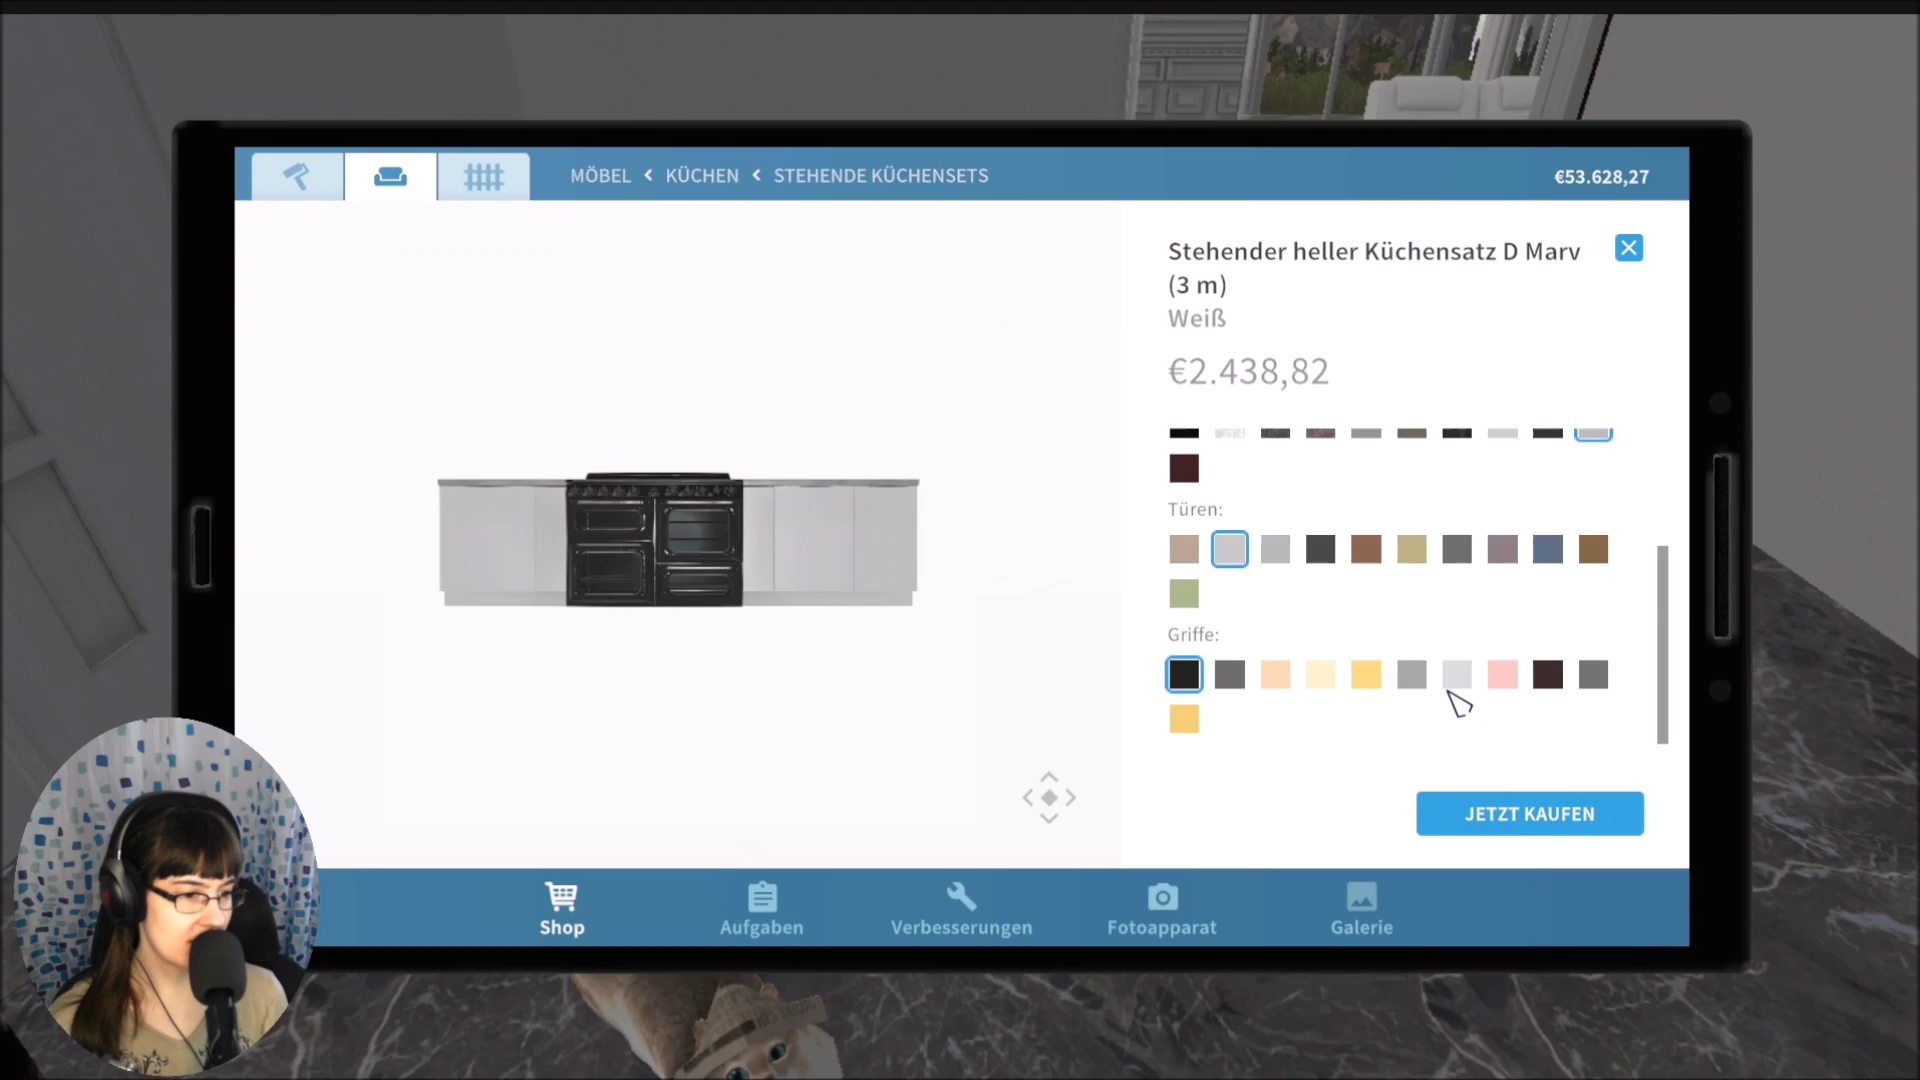 MÖBEL < KÜCHEN < STEHENDE KÜCHENSETS
€53.628,27
Stehender heller Küchensatz D Marv
(3 m)
Weiß
€2.438,82
Türen:
Griffe:
JETZT KAUFEN
Shop
Aufgaben
Verbesserungen
Fotoapparat
Galerie